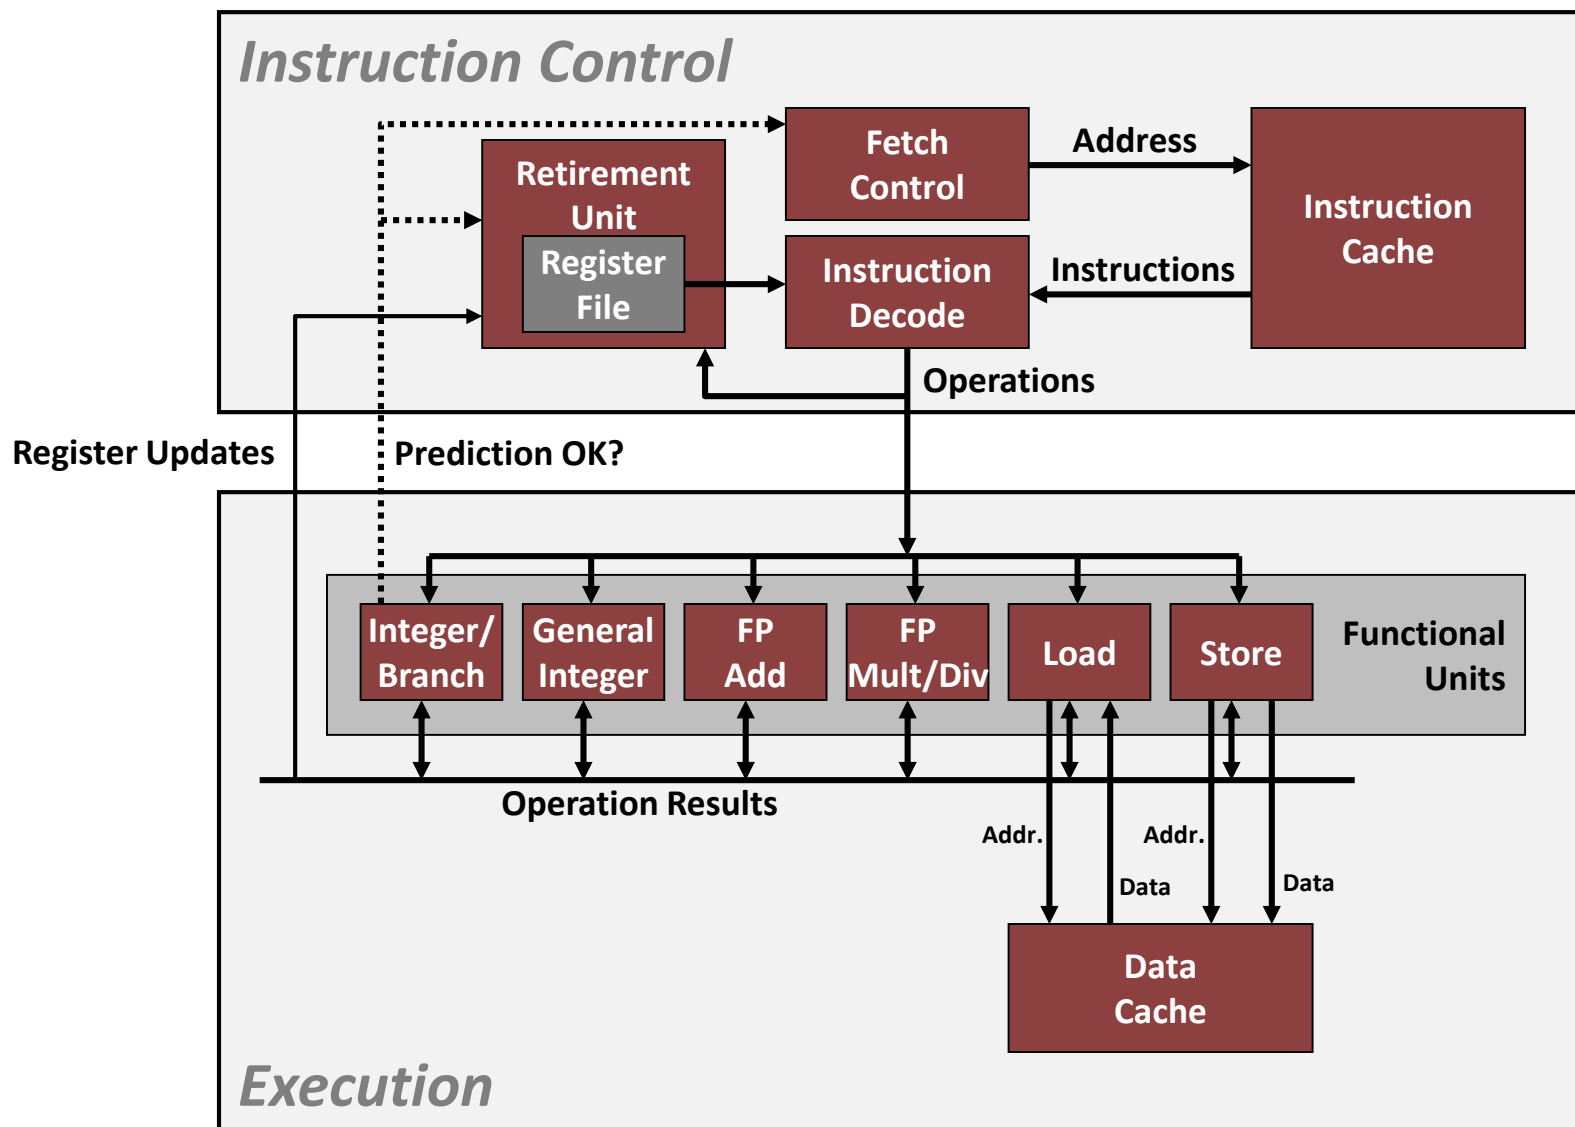 Instruction Control
Fetch
Control
Address
Instruction
Cache
Retirement
Unit
Register
File
Instruction
Decode
Instructions
Operations
Register Updates
Prediction OK?
Integer/
Branch
General
Integer
FP
Add
FP
Mult/Div
Load
Store
Functional
Units
Operation Results
Addr.
Data
Addr.
Data
Data
Cache
Execution